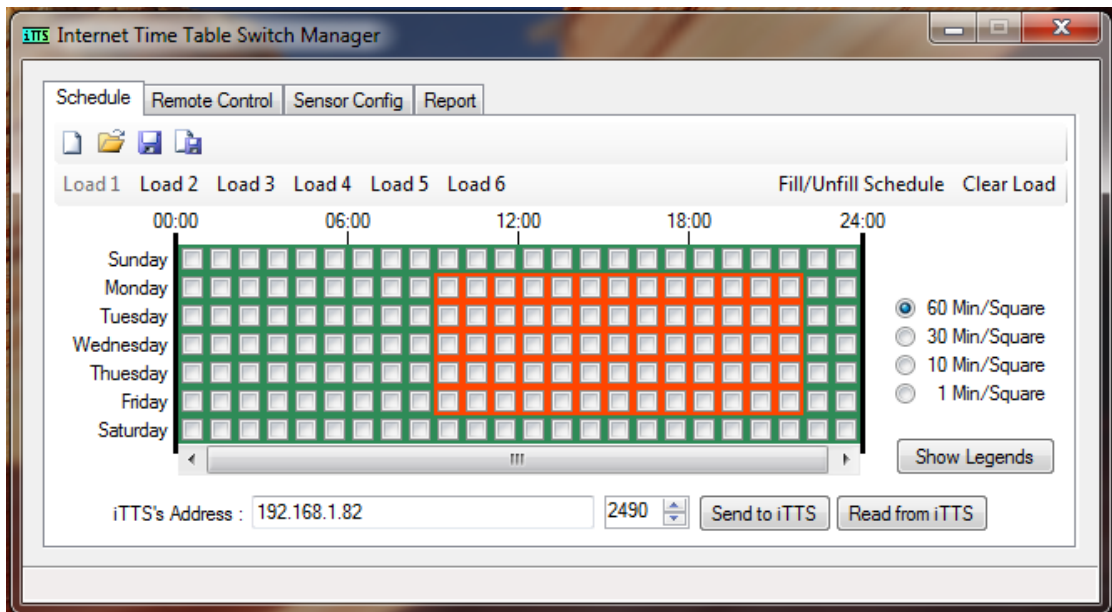 iTTS Internet Time Table Switch Manager
Schedule Remote Control Sensor Config Report
Load 1 Load 2 Load 3 Load 4 Load 5 Load 6 Fill/Unfill Schedule Clear Load
00:00 06:00 12:00 18:00 24:00
Sunday
Monday
Tuesday
Wednesday
Thuesday
Friday
Saturday
60 Min/Square
30 Min/Square
10 Min/Square
1 Min/Square
Show Legends
iTTS's Address : 192.168.1.82 2490 Send to iTTS Read from iTTS